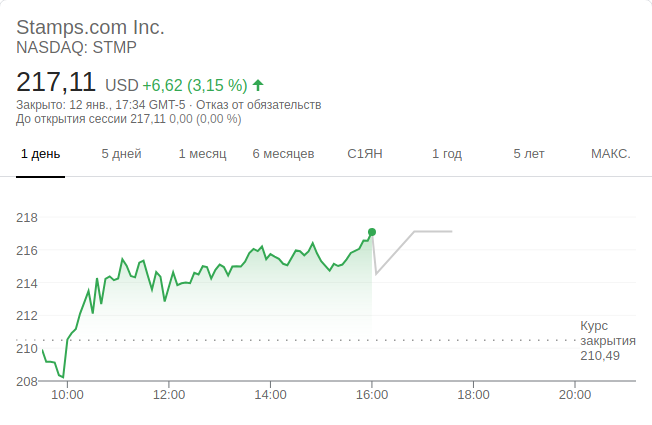 Stamps.com Inc.
NASDAQ: STMP
217,11 USD +6,62 (3,15 %)
Закрыто: 12 янв., 17:34 GMT-5 · Отказ от обязательств
До открытия сессии 217,11 0,00 (0,00 %)
1 день 5 дней 1 месяц 6 месяцев С1ЯН 1 год 5 лет МАКС.
218
216
214
212
210
208
Курс
закрытия
210,49
10:00 12:00 14:00 16:00 18:00 20:00